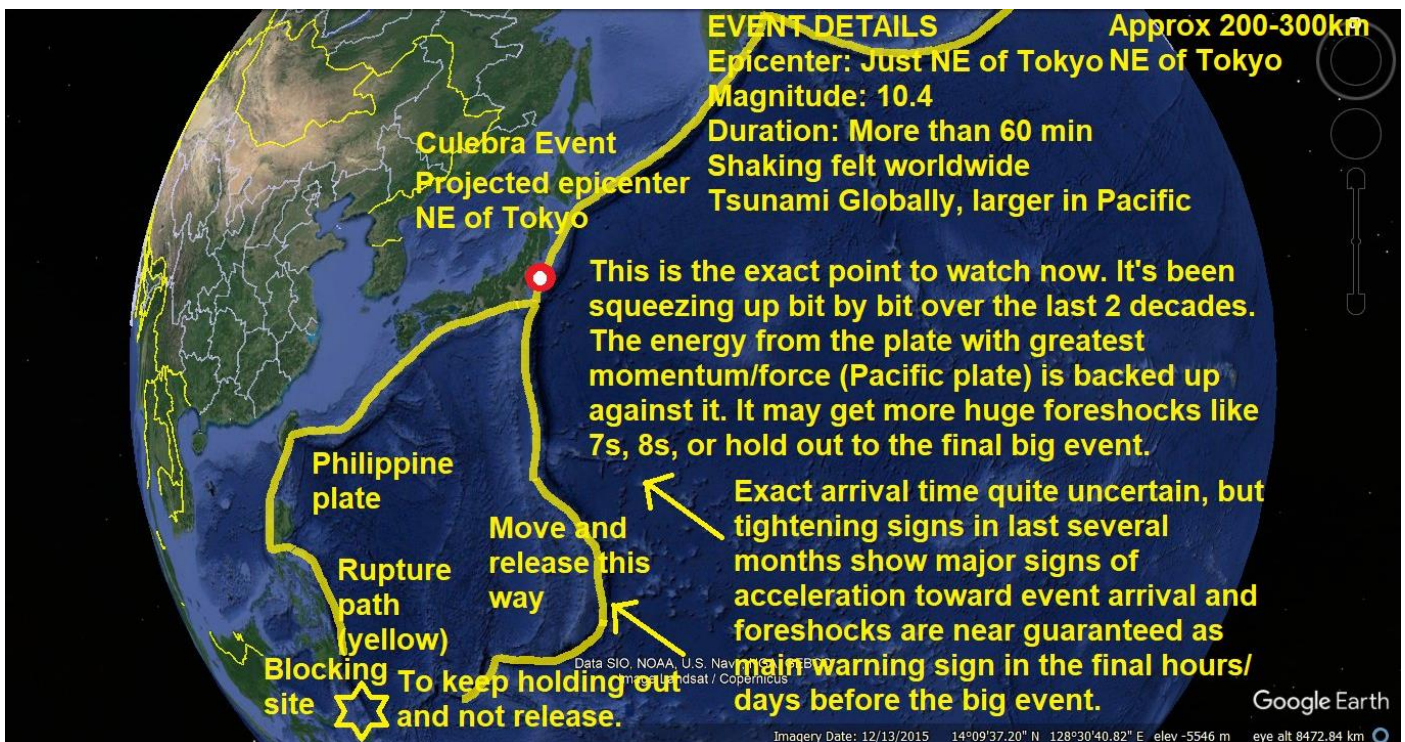 EVENT DETAILS
Epicenter: Just NE of Tokyo
Magnitude: 10.4
Duration: More than 60 min
Shaking felt worldwide
Tsunami Globally, larger in Pacific
Approx 200-300km
NE of Tokyo
Culebra Event
Projected epicenter
NE of Tokyo
This is the exact point to watch now. It's been
squeezing up bit by bit over the last 2 decades.
The energy from the plate with greatest
momentum/force (Pacific plate) is backed up
against it. It may get more huge foreshocks like
7s, 8s, or hold out to the final big event.
Philippine
plate
Move and
release this
way
Exact arrival time quite uncertain, but
tightening signs in last several
months show major signs of
acceleration toward event arrival and
foreshocks are near guaranteed as
main warning sign in the final hours/
days before the big event.
Rupture
path
(yellow)
Blocking
site
To keep holding out
and not release.
Data SIO, NOAA, U.S. Navy, NGA, GEBCO
Image Landsat / Copernicus
Google Earth
Imagery Date: 12/13/2015 14°09'37.20" N 128°30'40.82" E elev -5546 m eye alt 8472.84 km